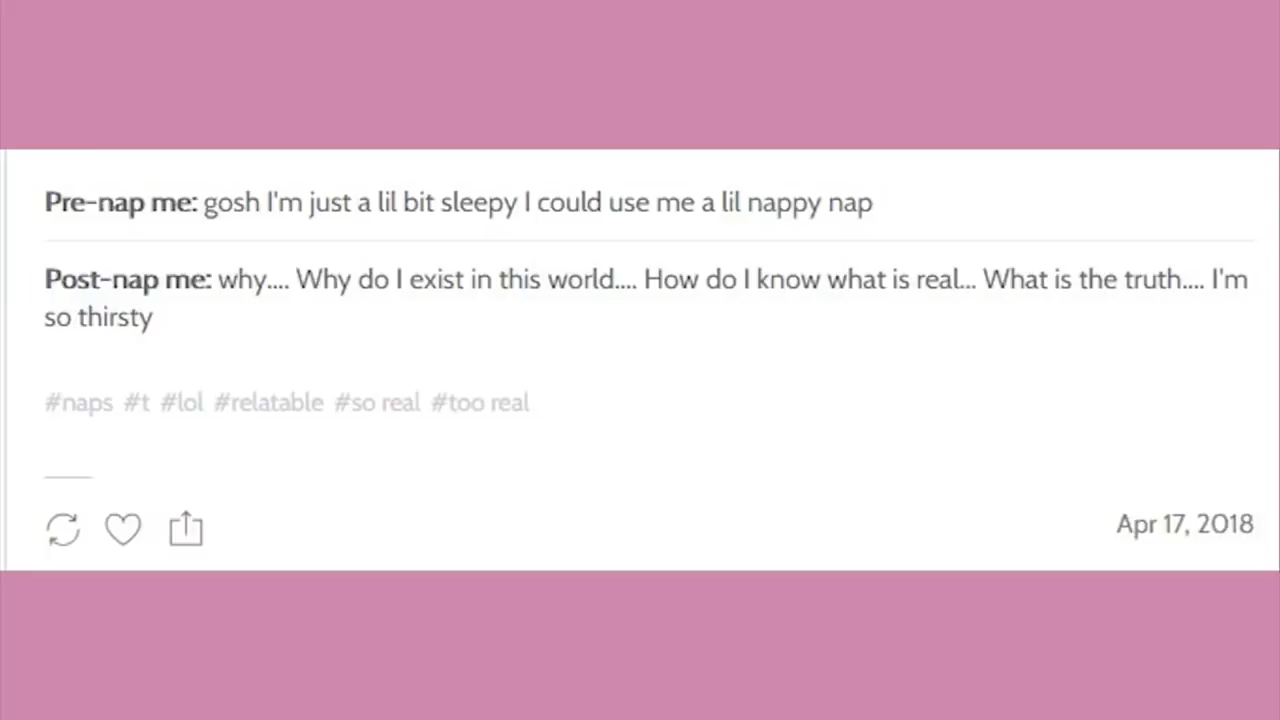 Pre-nap me: gosh I'm just a lil bit sleepy I could use me a lil nappy nap
Post-nap me: why.... Why do I exist in this world.... How do I know what is real... What is the truth.... I'm
so thirsty
#naps #t #lol #relatable #so real #too real
Apr 17, 2018